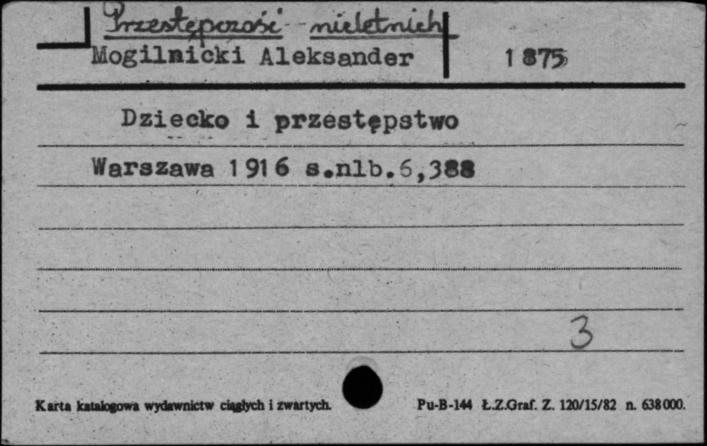 Przestępczość nieletnich
Mogilnicki Aleksander 1875
Dziecko i przestępstwo
Warszawa 1916 s.nlb.6,388
3
Karta katalogowa wydawnictw ciągłych i zwartych. Pu-B-144 Ł.Z.Graf. Z. 120/15/82 n. 638000.